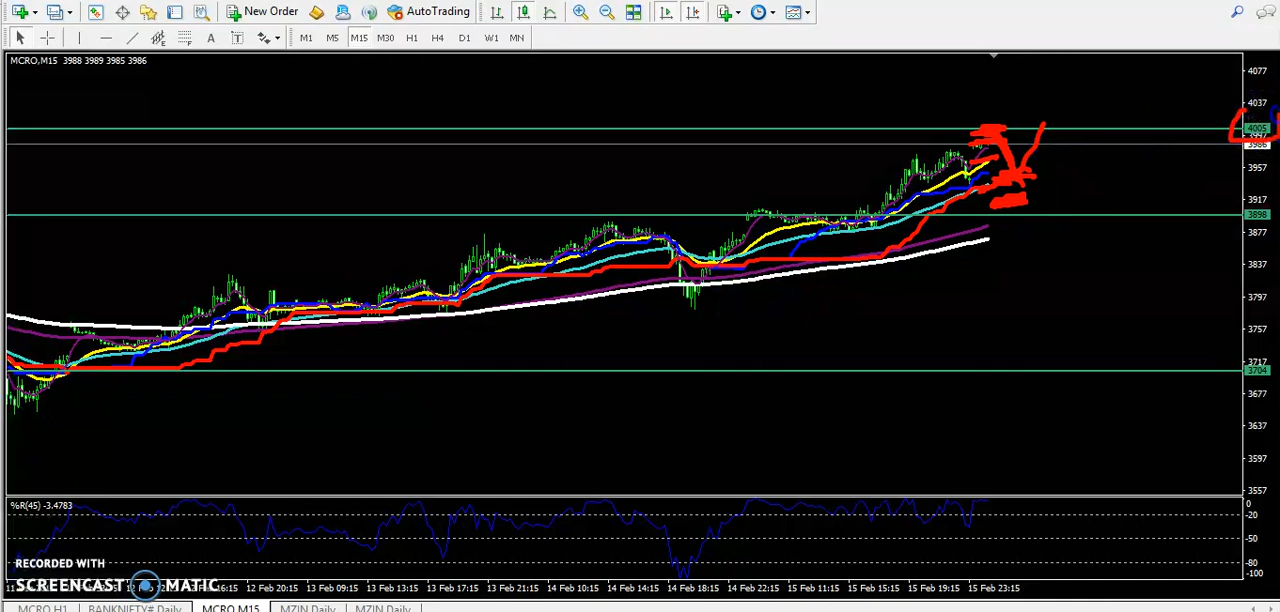 New Order AutoTrading
A T M1 M5 M15 M30 H1 H4 D1 W1 MN
MCRO,M15 3988 3989 3985 3986
4077
4037
4005
3997
3986
3957
3917
3898
3877
3837
3797
3757
3717
3704
3677
3637
3597
3557
%R(45) -3.4783
0
-20
-50
-80
-100
RECORDED WITH
SCREENCAST MATIC
12 Feb 20:15 13 Feb 09:15 13 Feb 13:15 13 Feb 17:15 13 Feb 21:15 14 Feb 10:15 14 Feb 14:15 14 Feb 18:15 14 Feb 22:15 15 Feb 11:15 15 Feb 15:15 15 Feb 19:15 15 Feb 23:15
MCRO,H1 BANKNIFTY#,Daily MCRO,M15 MZIN,Daily MZIN,Daily